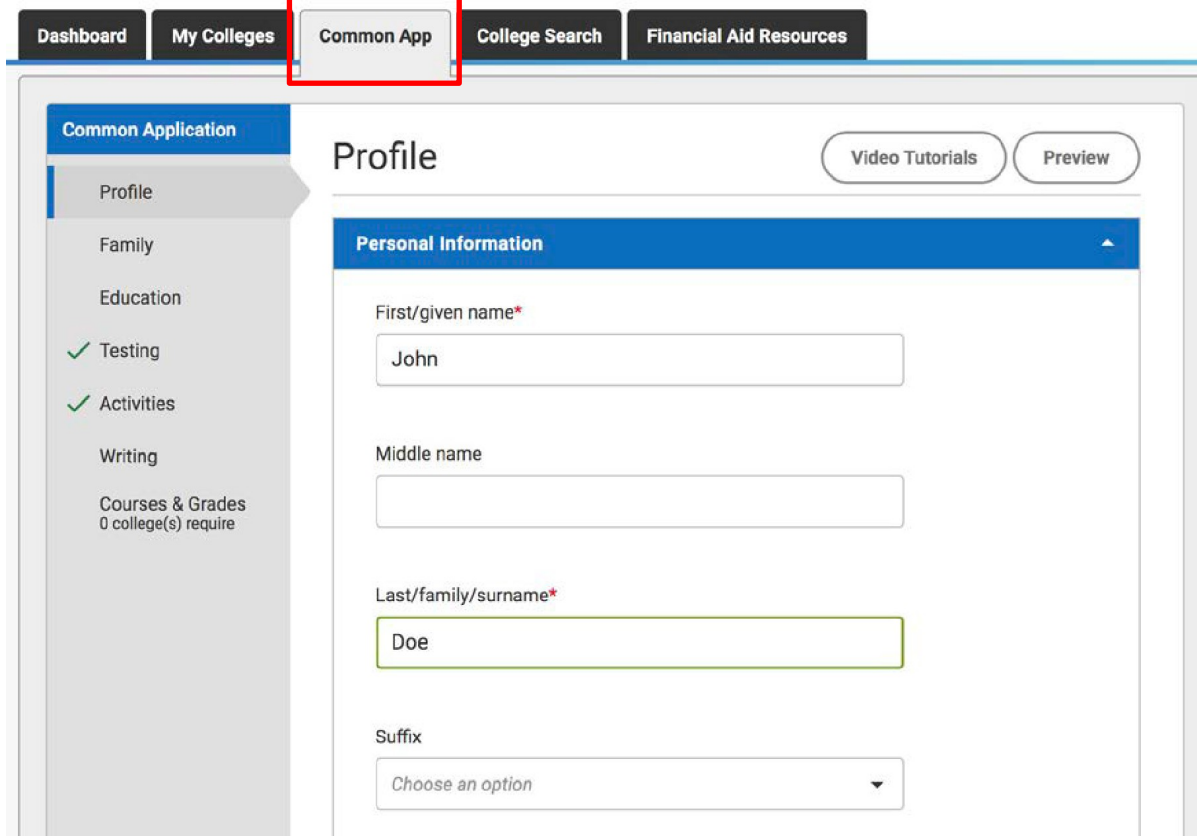 Dashboard
My Colleges
Common App
College Search
Financial Aid Resources
Common Application
Profile
Family
Education
Testing
Activities
Writing
Courses & Grades
0 college(s) require
Profile
Video Tutorials
Preview
Personal Information
First/given name*
John
Middle name
Last/family/surname*
Doe
Suffix
Choose an option